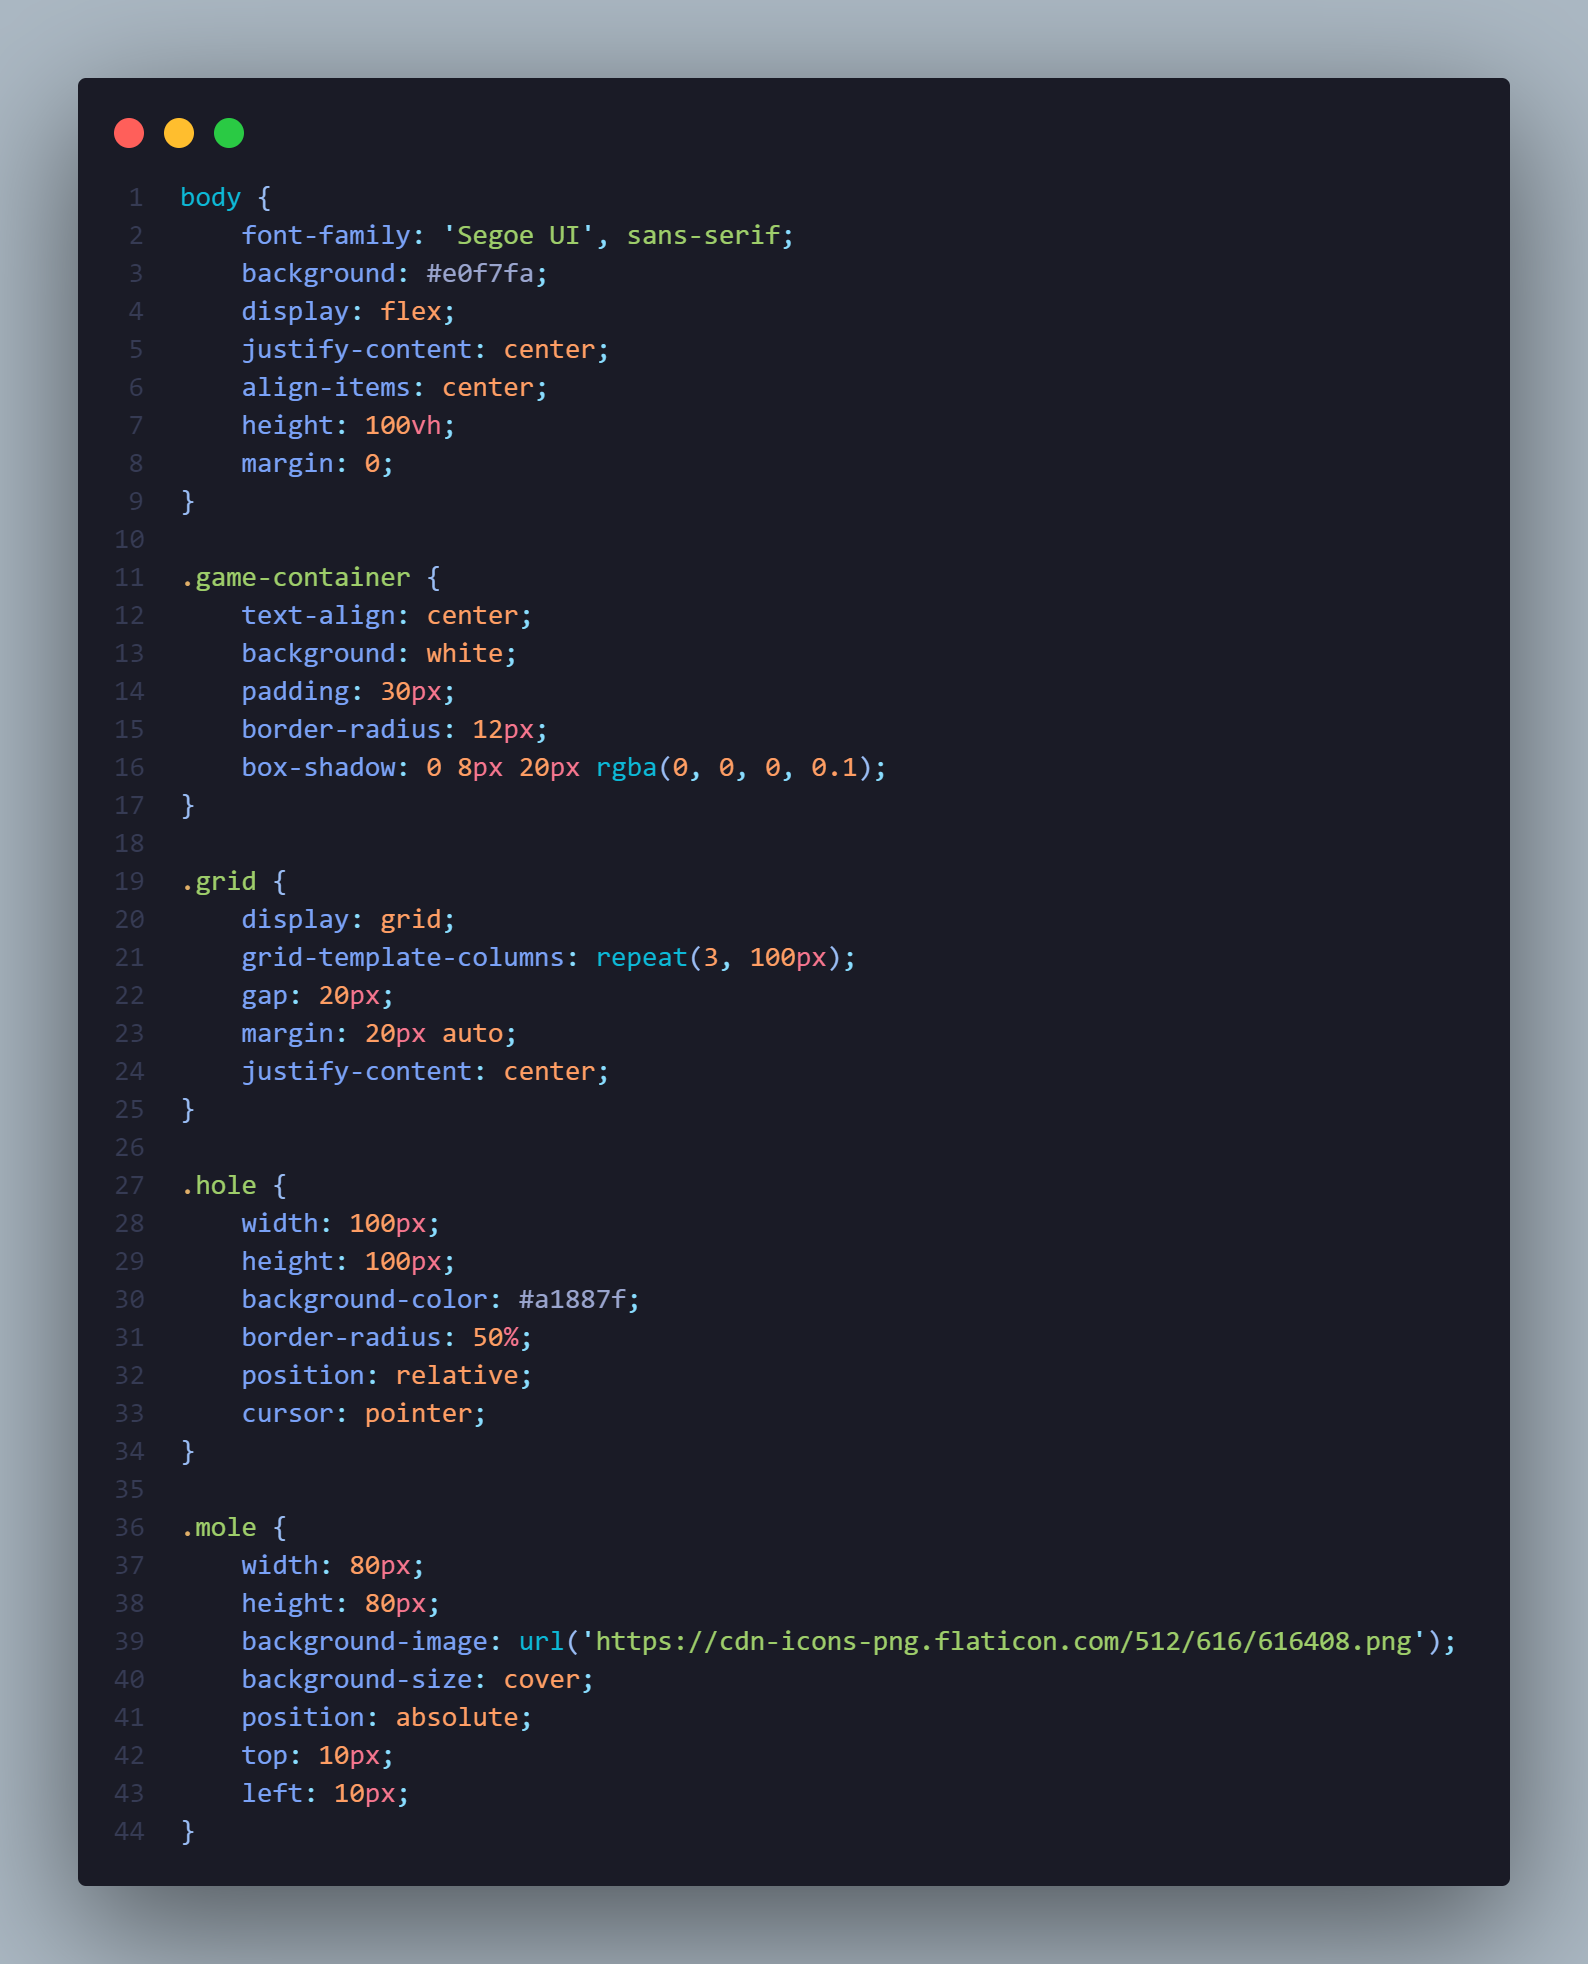 1 body {
2     font-family: 'Segoe UI', sans-serif;
3     background: #e0f7fa;
4     display: flex;
5     justify-content: center;
6     align-items: center;
7     height: 100vh;
8     margin: 0;
9 }
10
11 .game-container {
12     text-align: center;
13     background: white;
14     padding: 30px;
15     border-radius: 12px;
16     box-shadow: 0 8px 20px rgba(0, 0, 0, 0.1);
17 }
18
19 .grid {
20     display: grid;
21     grid-template-columns: repeat(3, 100px);
22     gap: 20px;
23     margin: 20px auto;
24     justify-content: center;
25 }
26
27 .hole {
28     width: 100px;
29     height: 100px;
30     background-color: #a1887f;
31     border-radius: 50%;
32     position: relative;
33     cursor: pointer;
34 }
35
36 .mole {
37     width: 80px;
38     height: 80px;
39     background-image: url('https://cdn-icons-png.flaticon.com/512/616/616408.png');
40     background-size: cover;
41     position: absolute;
42     top: 10px;
43     left: 10px;
44 }